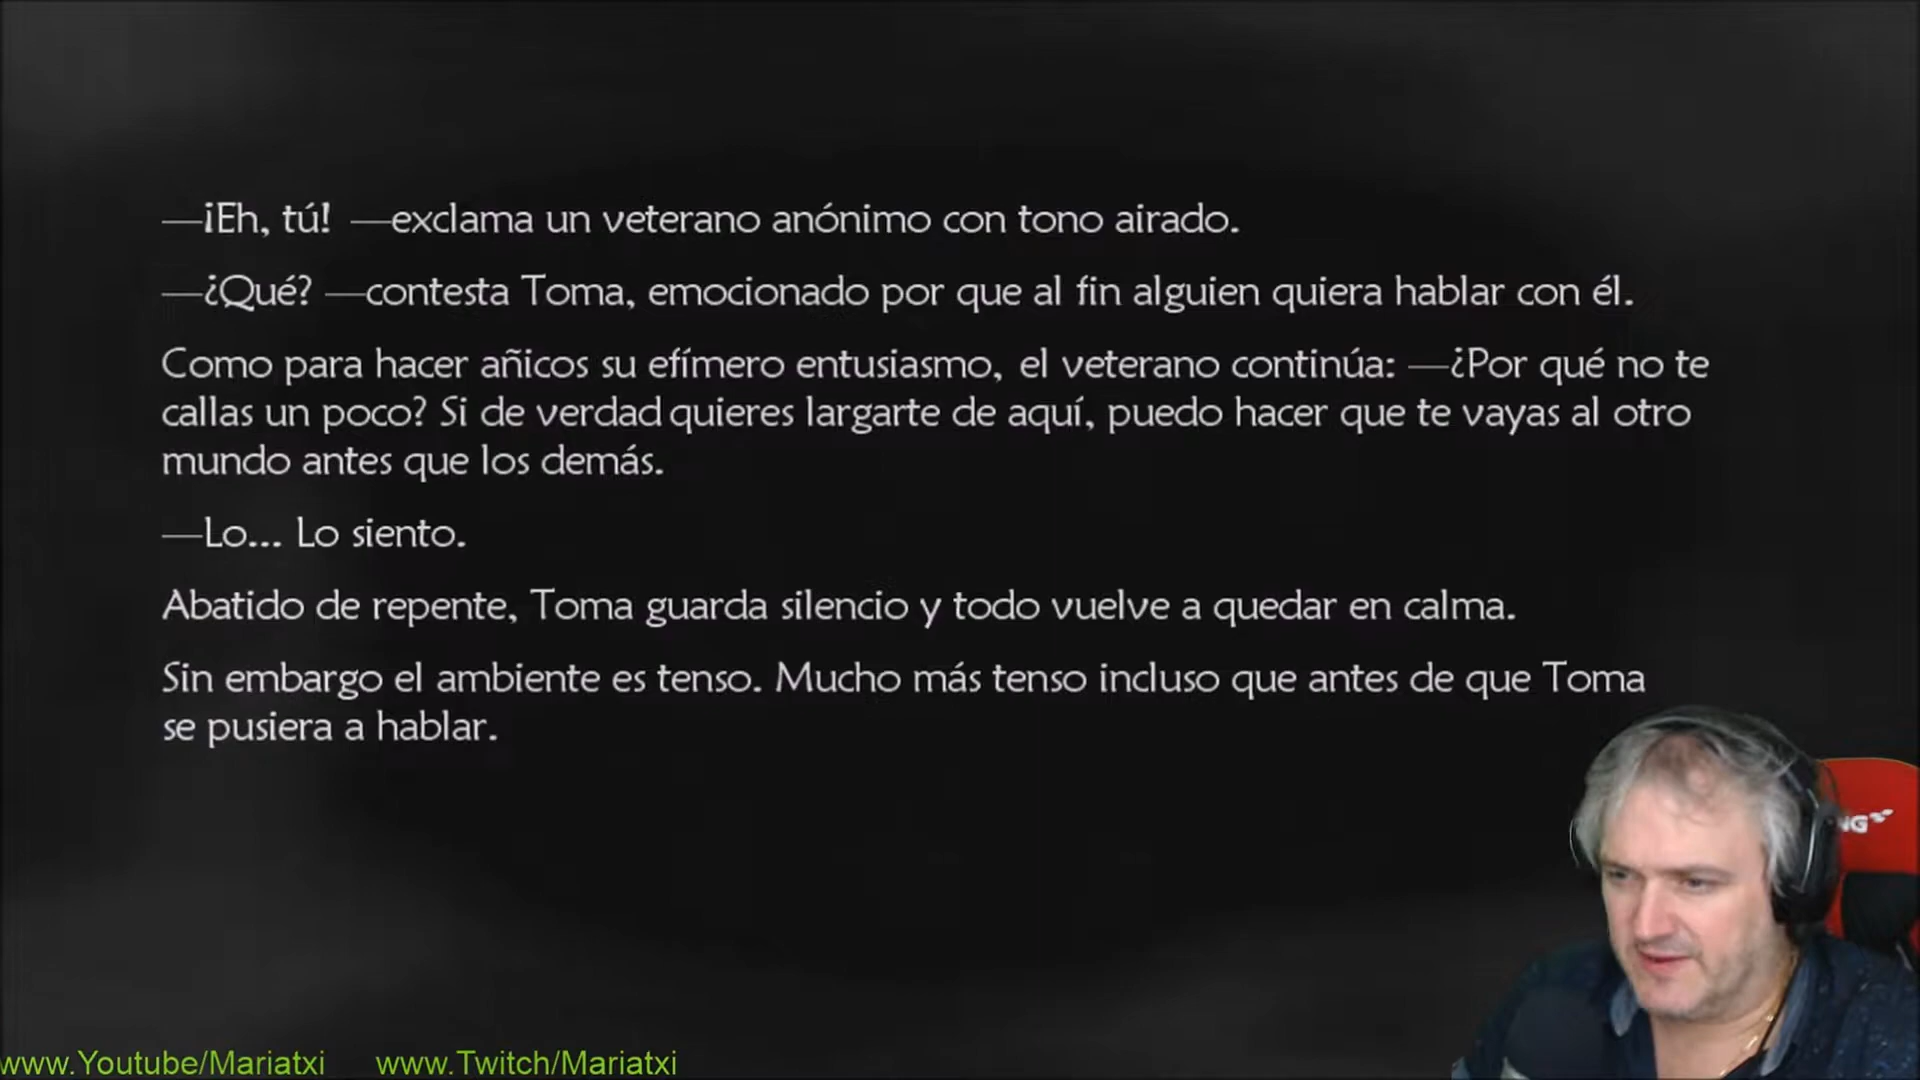 —¡Eh, tú! —exclama un veterano anónimo con tono airado.
—¿Qué? —contesta Toma, emocionado por que al fin alguien quiera hablar con él.
Como para hacer añicos su efímero entusiasmo, el veterano continúa: —¿Por qué no te
callas un poco? Si de verdad quieres largarte de aquí, puedo hacer que te vayas al otro
mundo antes que los demás.
—Lo... Lo siento.
Abatido de repente, Toma guarda silencio y todo vuelve a quedar en calma.
Sin embargo el ambiente es tenso. Mucho más tenso incluso que antes de que Toma
se pusiera a hablar.
www.Youtube/Mariatxi www.Twitch/Mariatxi